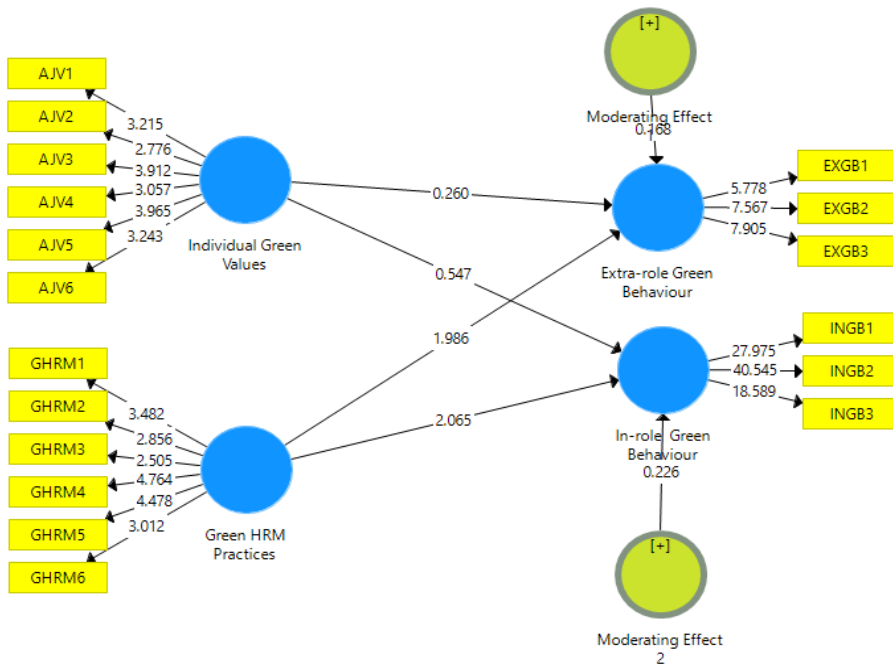 [+]
Moderating Effect
0.168
AJV1
AJV2
AJV3
AJV4
AJV5
AJV6
3.215
2.776
3.912
3.057
3.965
3.243
Individual Green
Values
0.260
0.547
1.986
2.065
Extra-role Green
Behaviour
5.778
7.567
7.905
EXGB1
EXGB2
EXGB3
GHRM1
GHRM2
GHRM3
GHRM4
GHRM5
GHRM6
3.482
2.856
2.505
4.764
4.478
3.012
Green HRM
Practices
In-role Green
Behaviour
0.226
27.975
40.545
18.589
INGB1
INGB2
INGB3
[+]
Moderating Effect
2